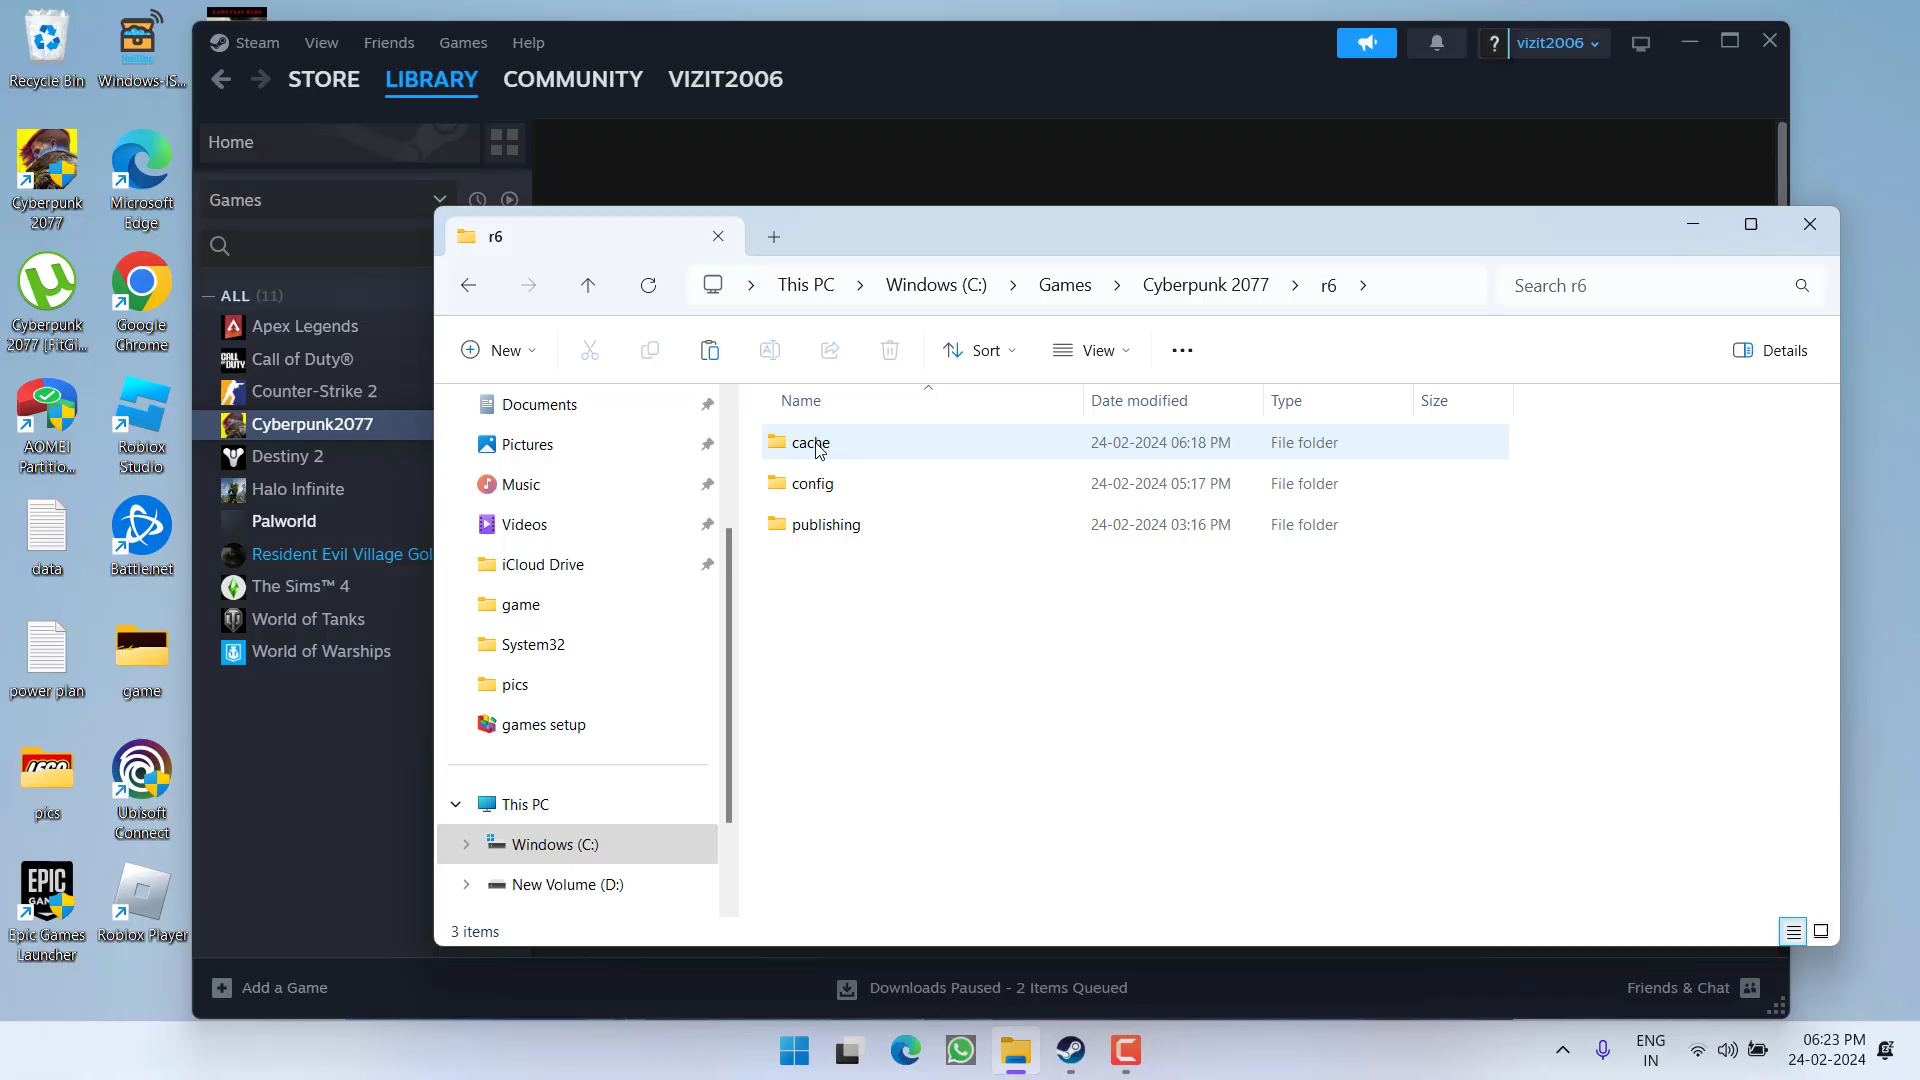 Recycle Bin
Windows-IS...
Cyberpunk
2077
Microsoft
Edge
Cyberpunk
2077 [FitGi...
Google
Chrome
AOMEI
Partitio...
Roblox
Studio
data
Battle.net
power plan
game
pics
Ubisoft
Connect
Epic Games
Launcher
Roblox Player
Steam
View
Friends
Games
Help
?
vizit2006
STORE
LIBRARY
COMMUNITY
VIZIT2006
Home
Games
ALL (11)
Apex Legends
Call of Duty®
Counter-Strike 2
Cyberpunk2077
Destiny 2
Halo Infinite
Palworld
Resident Evil Village Gol
The Sims™ 4
World of Tanks
World of Warships
r6
This PC
Windows (C:)
Games
Cyberpunk 2077
r6
Search r6
New
Sort
View
Details
Documents
Pictures
Music
Videos
iCloud Drive
game
System32
pics
games setup
This PC
Windows (C:)
New Volume (D:)
Name
Date modified
Type
Size
cache 24-02-2024 06:18 PM File folder
config 24-02-2024 05:17 PM File folder
publishing 24-02-2024 03:16 PM File folder
3 items
Add a Game
Downloads Paused - 2 Items Queued
Friends & Chat
ENG
IN
06:23 PM
24-02-2024